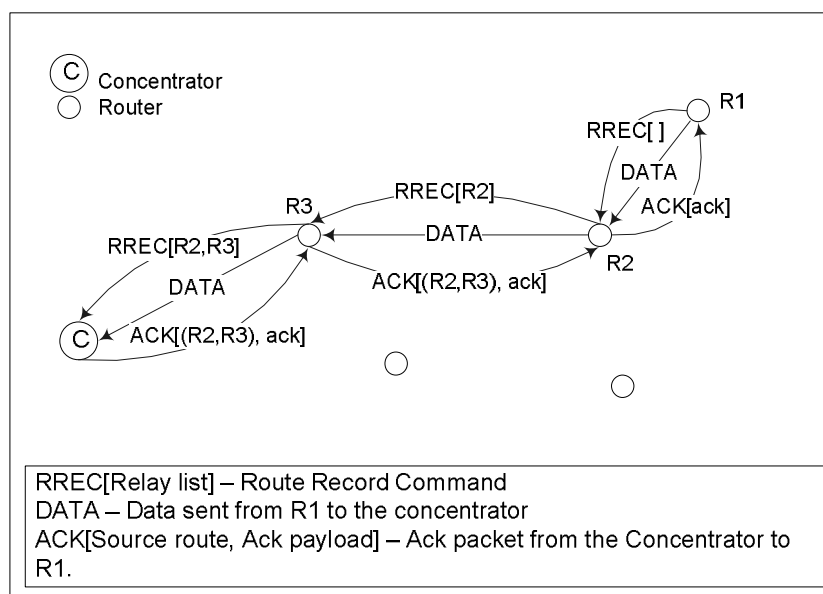 C Concentrator
Router
R1
RREC[ ]
DATA
ACK[ack]
RREC[R2]
R3
DATA
R2
RREC[R2,R3]
ACK[(R2,R3), ack]
DATA
ACK[(R2,R3), ack]
C
RREC[Relay list] – Route Record Command
DATA – Data sent from R1 to the concentrator
ACK[Source route, Ack payload] – Ack packet from the Concentrator to
R1.